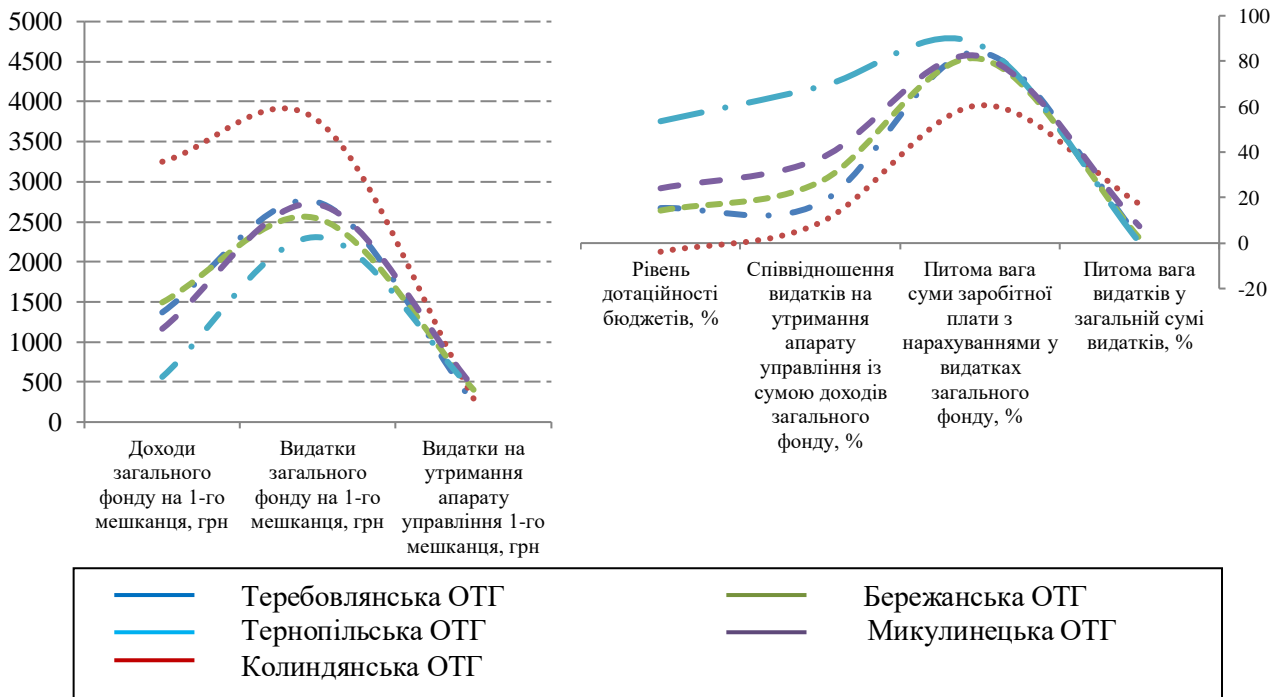 5000
4500
4000
3500
3000
2500
2000
1500
1000
500
0
Доходи
загального
фонду на 1-го
мешканця, грн
Видатки
загального
фонду на 1-го
мешканця, грн
Видатки на
утримання
апарату
управління 1-го
мешканця, грн
100
80
60
40
20
0
-20
Рівень
дотаційності
бюджетів, %
Співвідношення
видатків на
утримання
апарату
управління із
сумою доходів
загального
фонду, %
Питома вага
суми заробітної
плати з
нарахуваннями у
видатках
загального
фонду, %
Питома вага
видатків у
загальній сумі
видатків, %
Теребовлянська ОТГ
Бережанська ОТГ
Тернопільська ОТГ
Микулинецька ОТГ
Колиндянська ОТГ